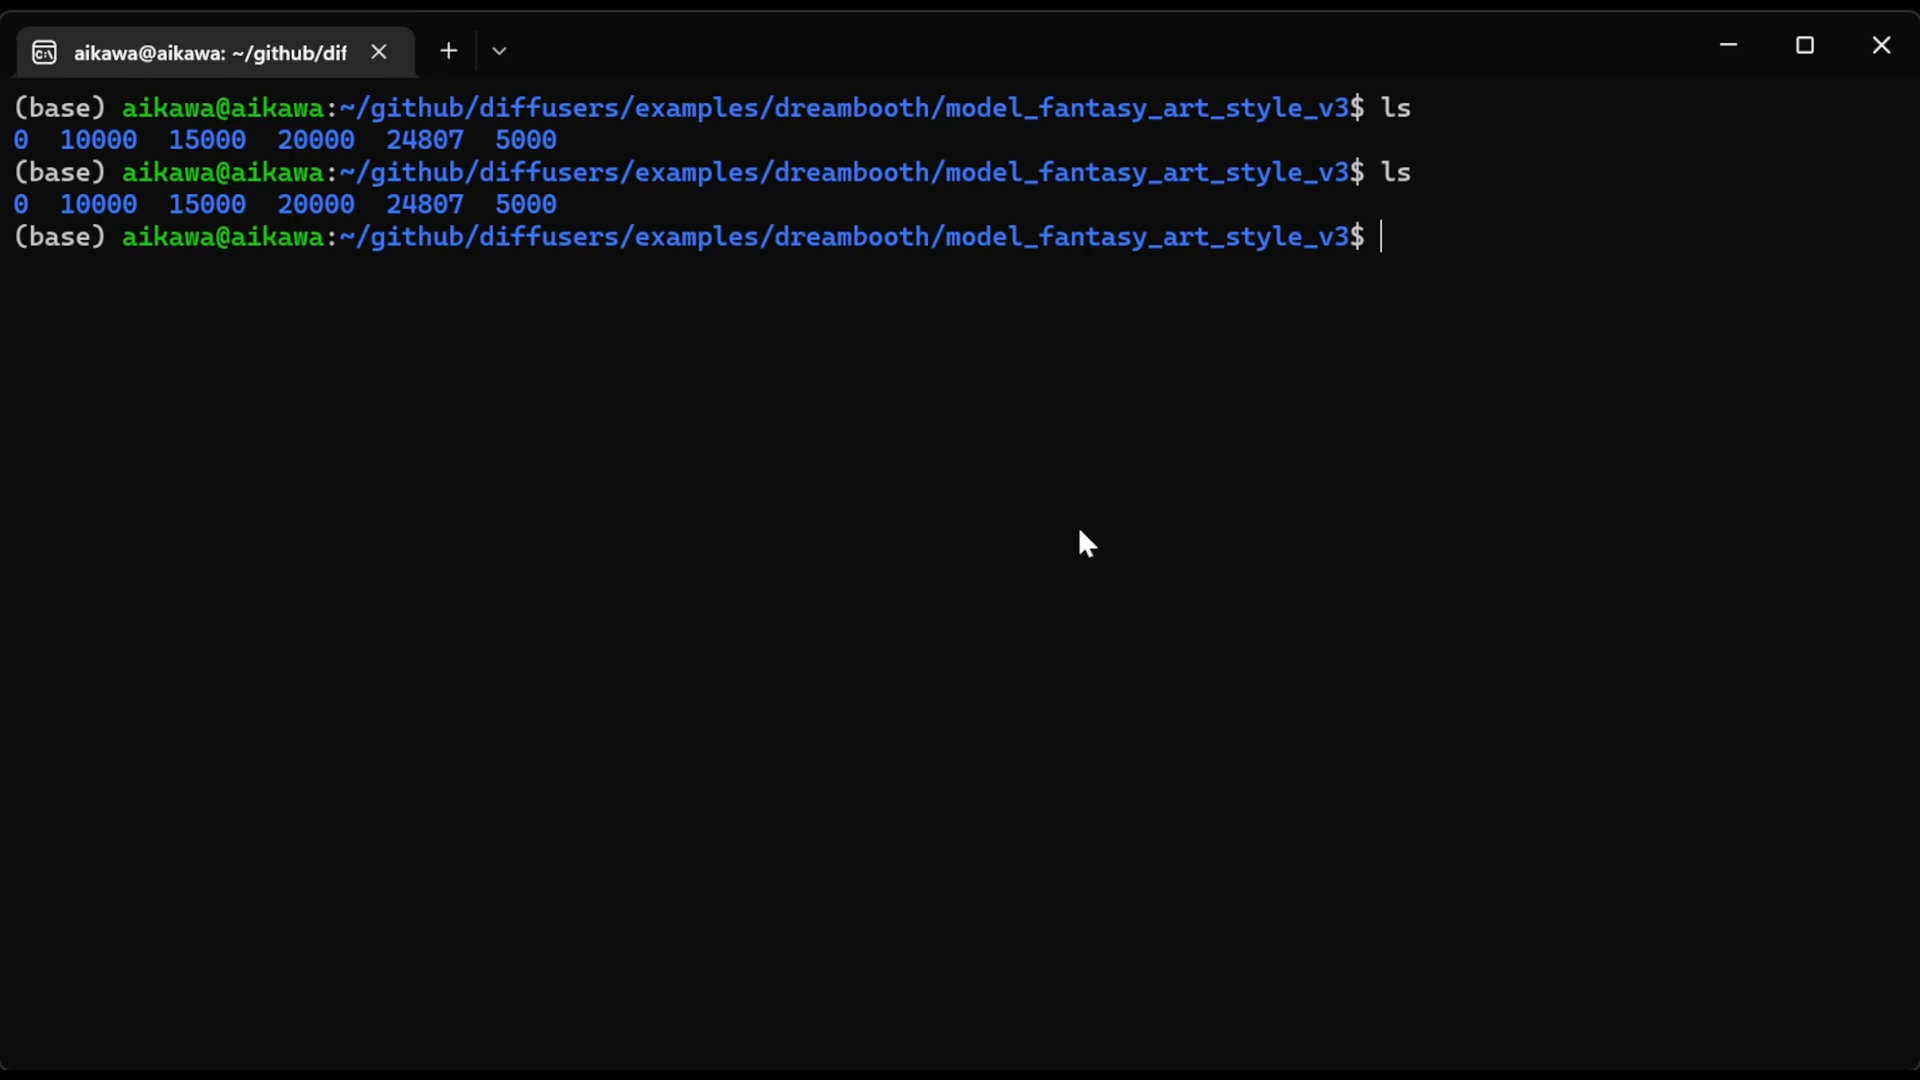 aikawa@aikawa: ~/github/dif
(base) aikawa@aikawa:~/github/diffusers/examples/dreambooth/model_fantasy_art_style_v3$ ls
0  10000  15000  20000  24807  5000
(base) aikawa@aikawa:~/github/diffusers/examples/dreambooth/model_fantasy_art_style_v3$ ls
0  10000  15000  20000  24807  5000
(base) aikawa@aikawa:~/github/diffusers/examples/dreambooth/model_fantasy_art_style_v3$